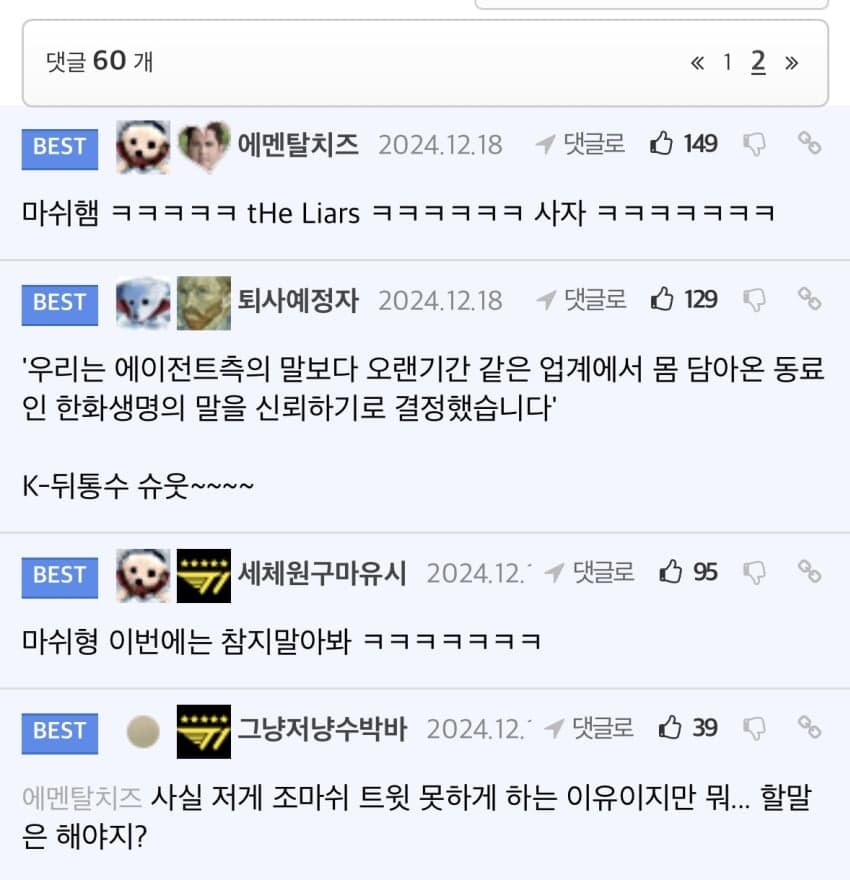 댓글 60 개 « 1 2 »
BEST 에멘탈치즈 2024.12.18 댓글로 149
마쉬햄 ㅋㅋㅋㅋㅋ tHe Liars ㅋㅋㅋㅋㅋㅋ 사자 ㅋㅋㅋㅋㅋㅋㅋ
BEST 퇴사예정자 2024.12.18 댓글로 129
'우리는 에이전트측의 말보다 오랜기간 같은 업계에서 몸 담아온 동료
인 한화생명의 말을 신뢰하기로 결정했습니다'
K-뒤통수 슈웃~~~~
BEST 세체원구마유시 2024.12. 댓글로 95
마쉬형 이번에는 참지말아봐 ㅋㅋㅋㅋㅋㅋㅋ
BEST 그냥저냥수박바 2024.12. 댓글로 39
에멘탈치즈 사실 저게 조마쉬 트윗 못하게 하는 이유이지만 뭐... 할말
은 해야지?